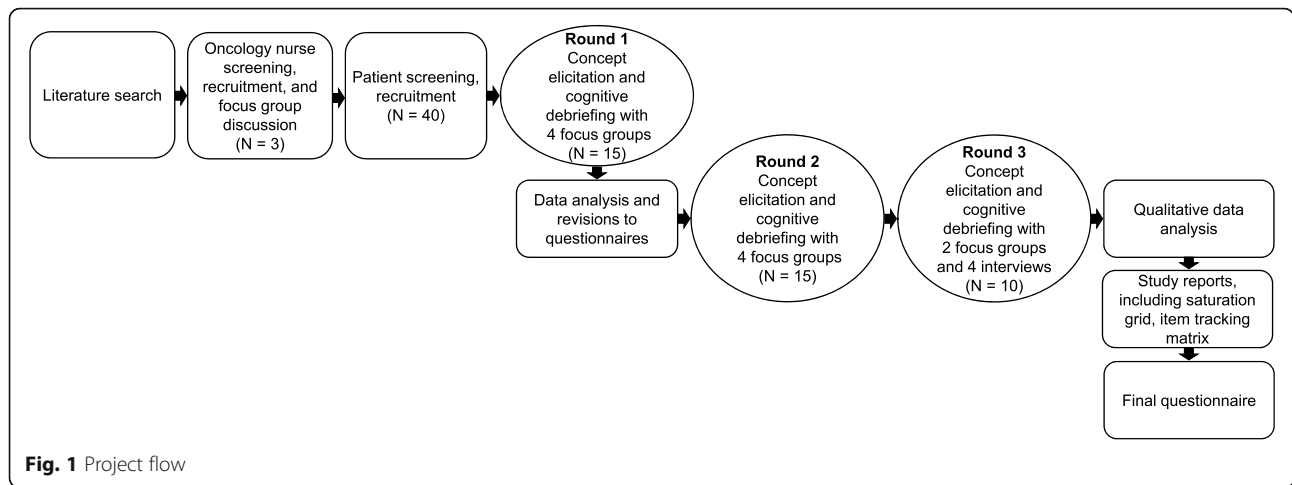 Literature search
Oncology nurse
screening,
recruitment, and
focus group
discussion
(N = 3)
Patient screening,
recruitment
(N = 40)
Round 1
Concept
elicitation and
cognitive
debriefing with
4 focus groups
(N = 15)
Data analysis and
revisions to
questionnaires
Round 2
Concept
elicitation and
cognitive
debriefing with
4 focus groups
(N = 15)
Round 3
Concept
elicitation and
cognitive
debriefing with
2 focus groups
and 4 interviews
(N = 10)
Qualitative data
analysis
Study reports,
including saturation
grid, item tracking
matrix
Final questionnaire
Fig. 1 Project flow